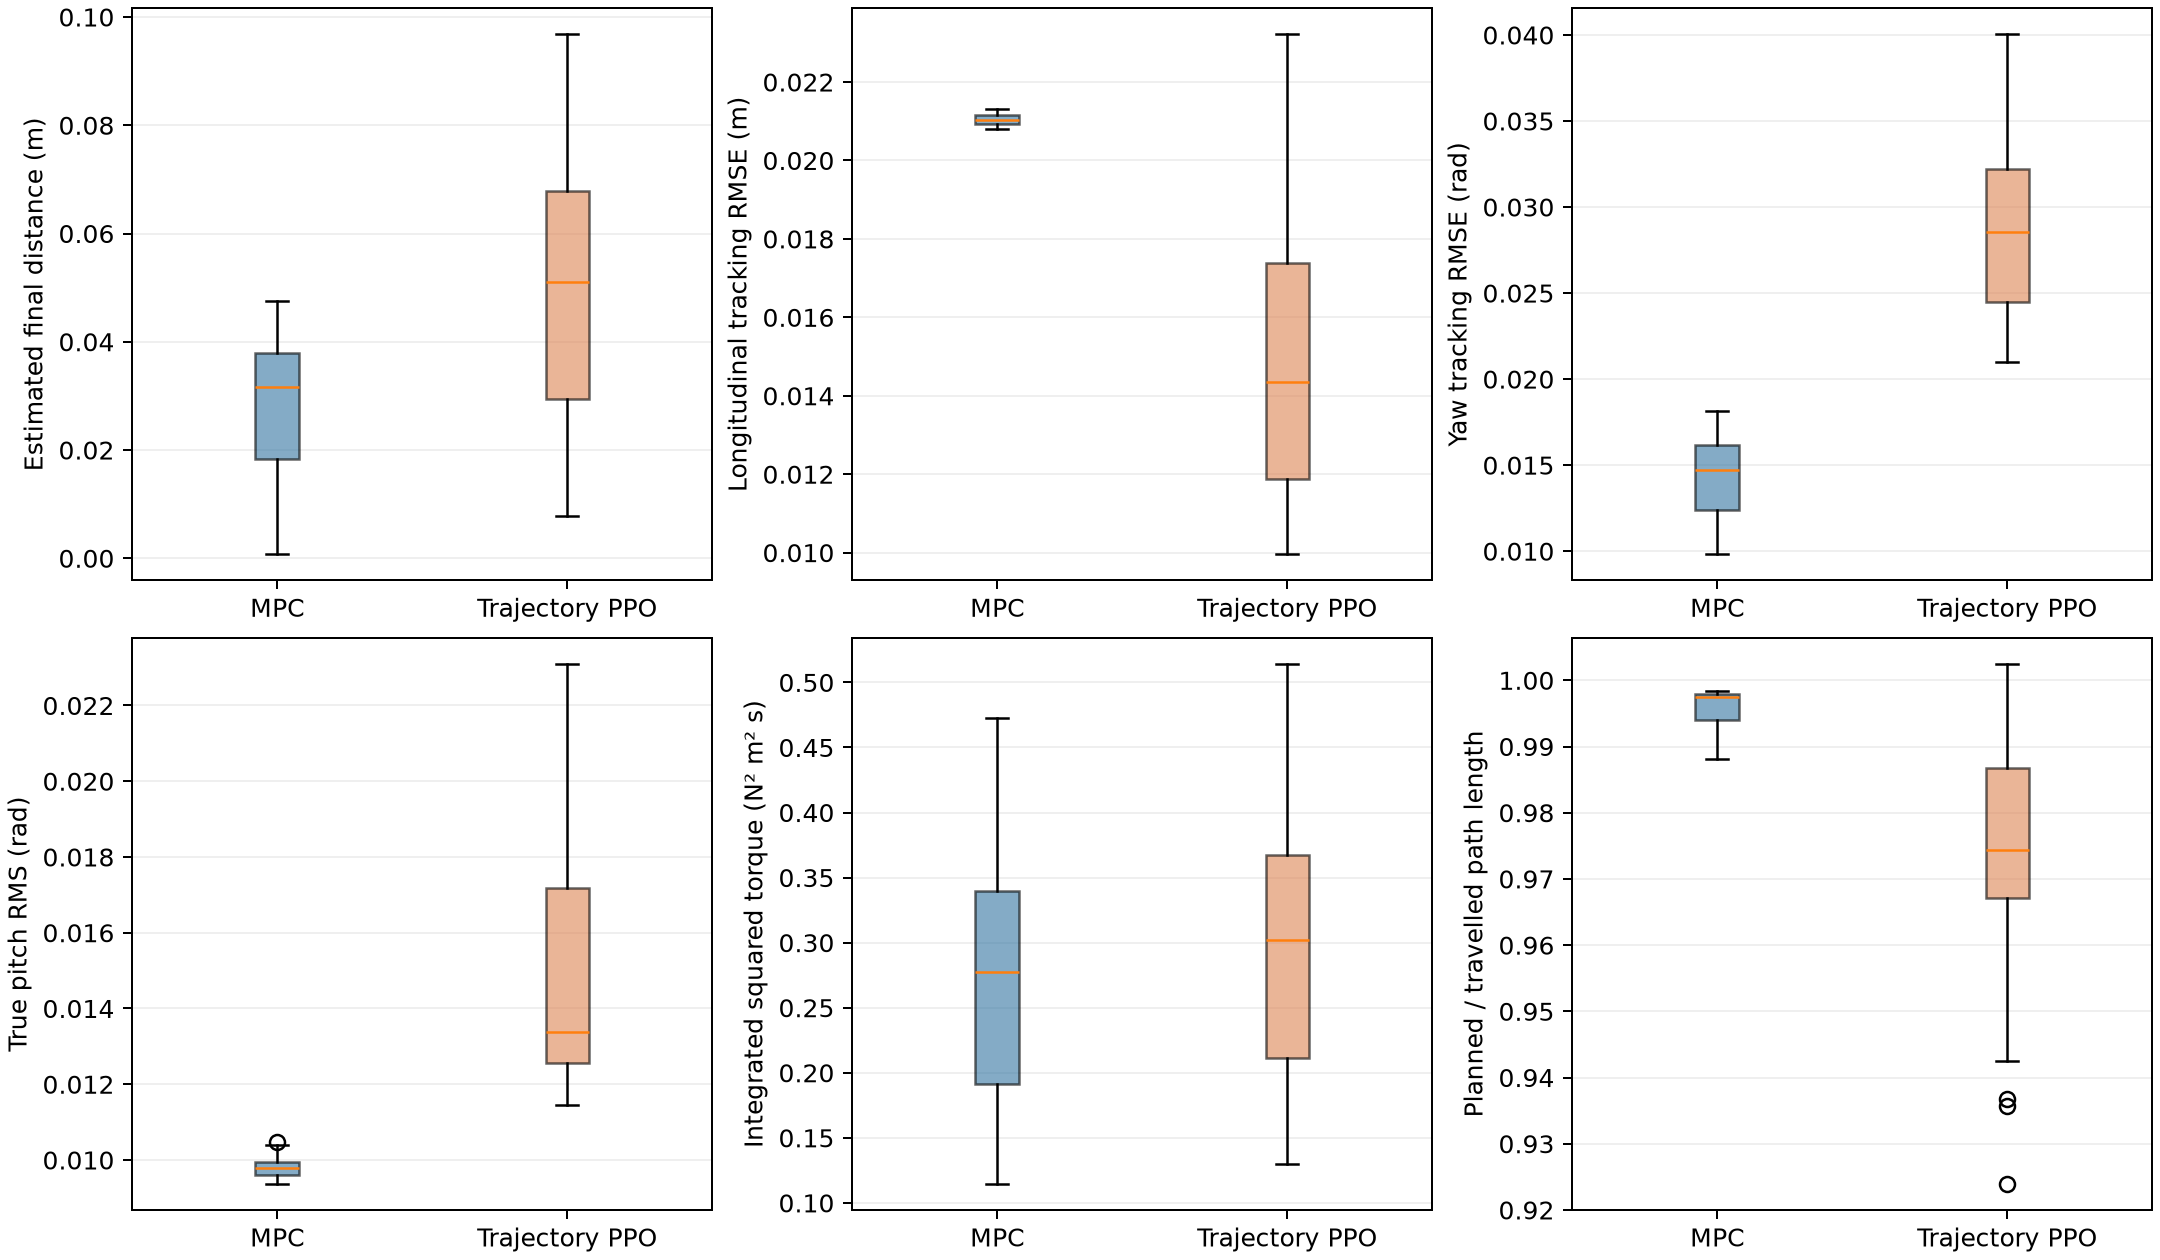 Estimated final distance (m)
0.10
0.08
0.06
0.04
0.02
0.00
MPC
Trajectory PPO
Longitudinal tracking RMSE (m)
0.022
0.020
0.018
0.016
0.014
0.012
0.010
MPC
Trajectory PPO
Yaw tracking RMSE (rad)
0.040
0.035
0.030
0.025
0.020
0.015
0.010
MPC
Trajectory PPO
True pitch RMS (rad)
0.022
0.020
0.018
0.016
0.014
0.012
0.010
MPC
Trajectory PPO
Integrated squared torque (N² m² s)
0.50
0.45
0.40
0.35
0.30
0.25
0.20
0.15
0.10
MPC
Trajectory PPO
Planned / travelled path length
1.00
0.99
0.98
0.97
0.96
0.95
0.94
0.93
0.92
MPC
Trajectory PPO